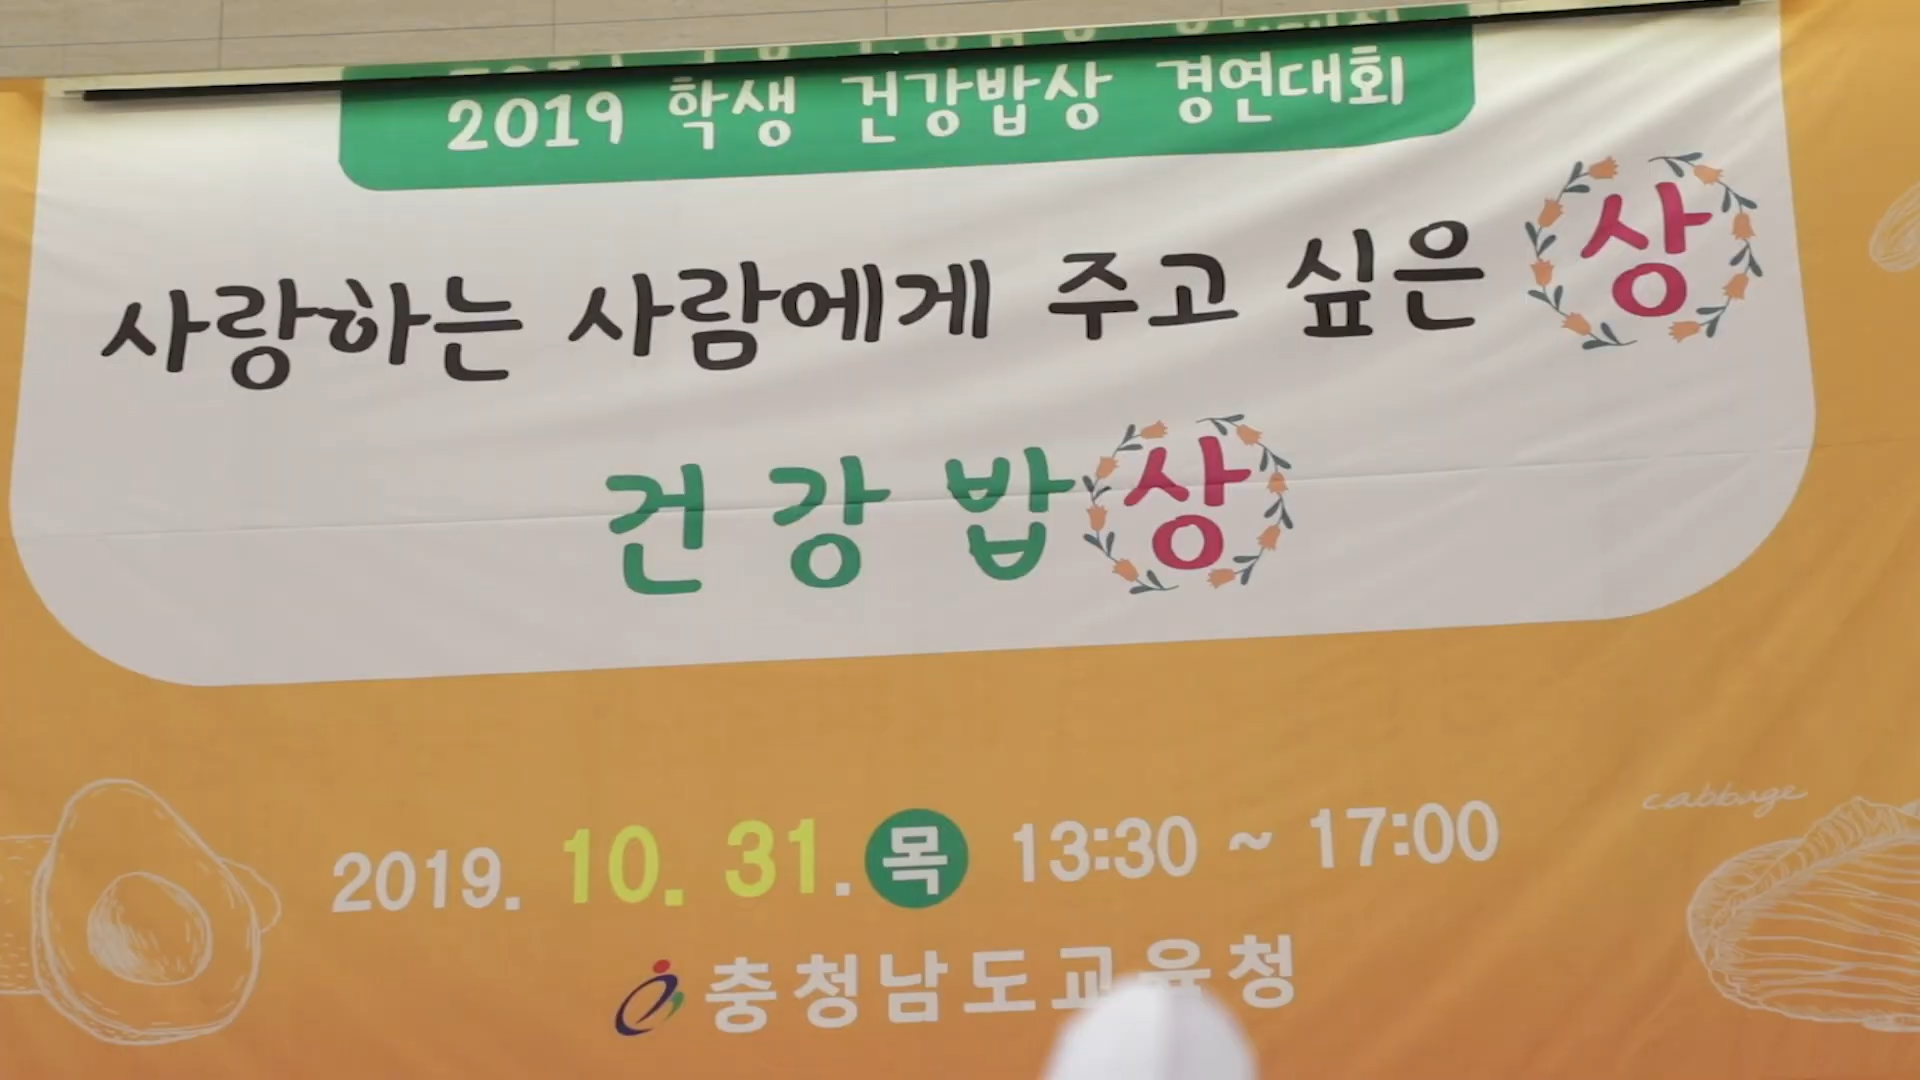 2019 학생 건강밥상 경연대회
사랑하는 사람에게 주고 싶은 상
건강밥상
2019. 10. 31. 목 13:30 ~ 17:00
cabbage
충청남도교육청